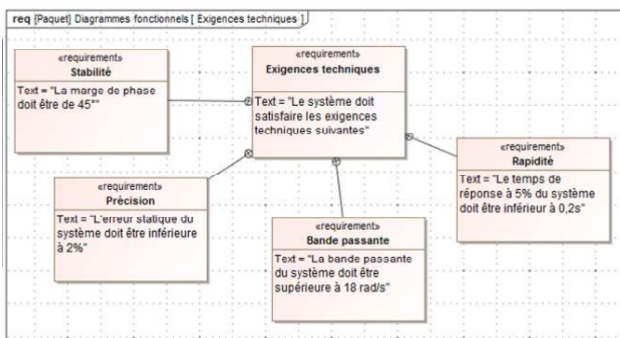 req [Paquet] Diagrammes fonctionnels [ Exigences techniques ]
«requirement»
Stabilité
Text = "La marge de phase
doit être de 45°"
«requirement»
Exigences techniques
Text = "Le système doit
satisfaire les exigences
techniques suivantes"
«requirement»
Rapidité
Text = "Le temps de
réponse à 5% du système
doit être inférieur à 0,2s"
«requirement»
Précision
Text = "L'erreur statique du
système doit être inférieure
à 2%"
«requirement»
Bande passante
Text = "La bande passante
du système doit être
supérieure à 18 rad/s"